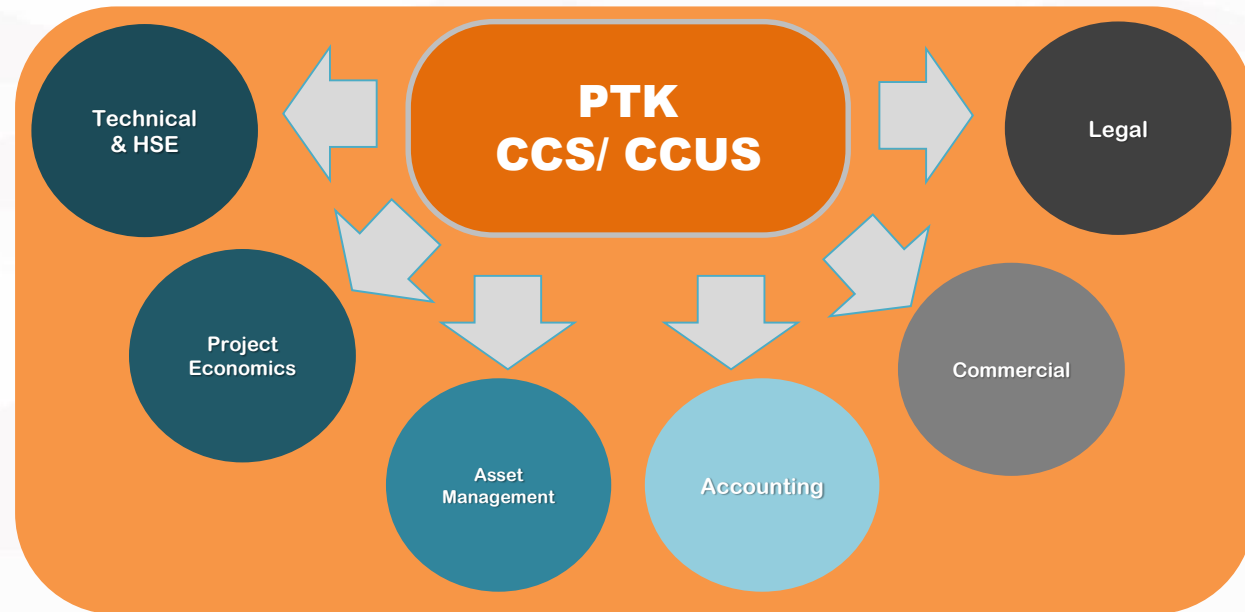 PTK
CCS/ CCUS
Technical
& HSE
Legal
Project
Economics
Commercial
Asset
Management
Accounting